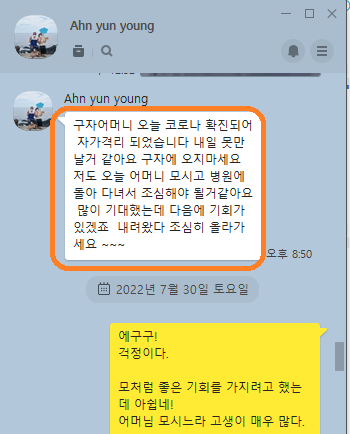 Ahn yun young
Ahn yun young
구자어머니 오늘 코로나 확진되어
자가격리 되었습니다 내일 못만
날거 같아요 구자에 오지마세요
저도 오늘 어머니 모시고 병원에
돌아 다녀서 조심해야 될거같아요
많이 기대했는데 다음에 기회가
있겠죠 내려왔다 조심히 올라가
세요 ~~~
오후 8:50
2022년 7월 30일 토요일
에구구!
걱정이다.
모처럼 좋은 기회를 가지려고 했는
데 아쉽네!
어머님 모시느라 고생이 매우 많다.